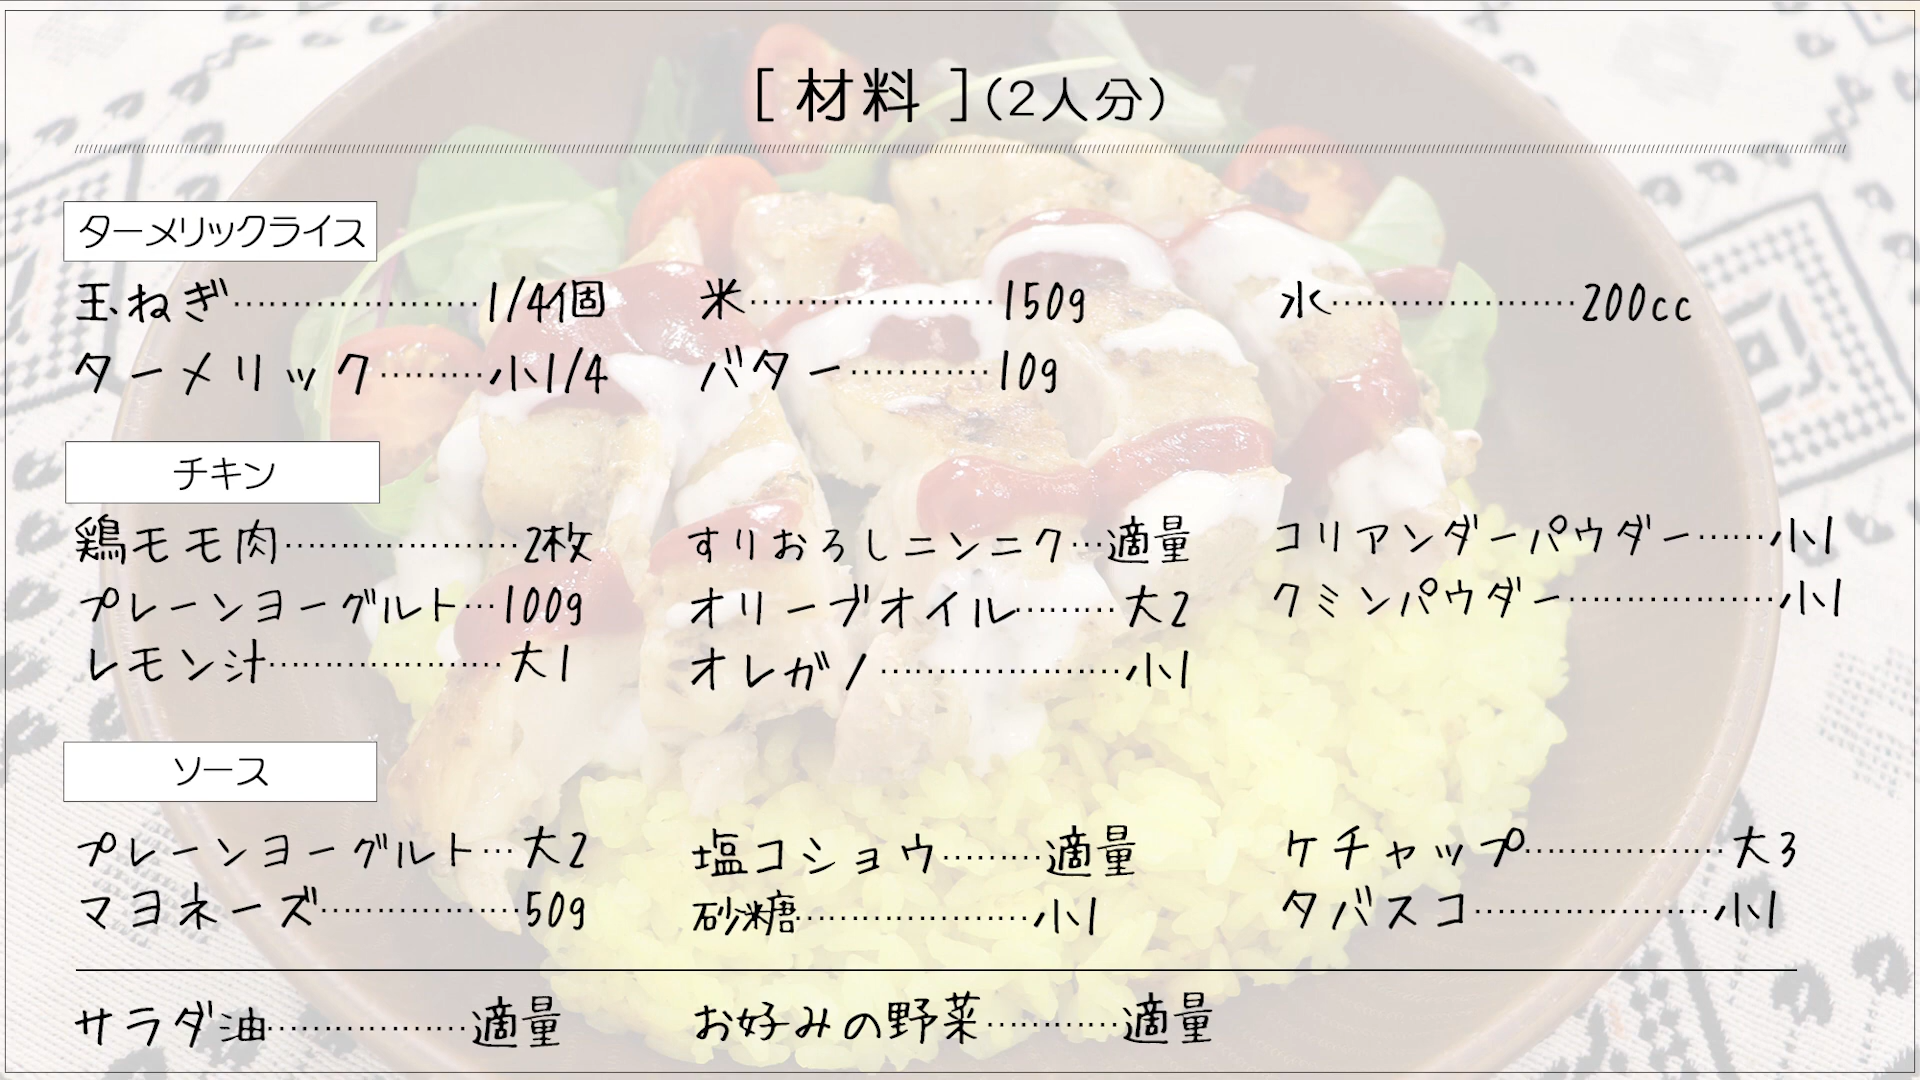 [ 材料 ](2人分)
ターメリックライス
玉ねぎ…………………1/4個 米…………………150g 水…………………200cc
ターメリック………小1/4 バター…………10g
チキン
鶏モモ肉…………………2枚 すりおろしニンニク…適量 コリアンダーパウダー……小1
プレーンヨーグルト…100g オリーブオイル………大2 クミンパウダー………………小1
レモン汁…………………大1 オレガノ…………………小1
ソース
プレーンヨーグルト…大2 塩コショウ………適量 ケチャップ………………大3
マヨネーズ………………50g 砂糖…………………小1 タバスコ…………………小1
サラダ油………………適量 お好みの野菜…………適量